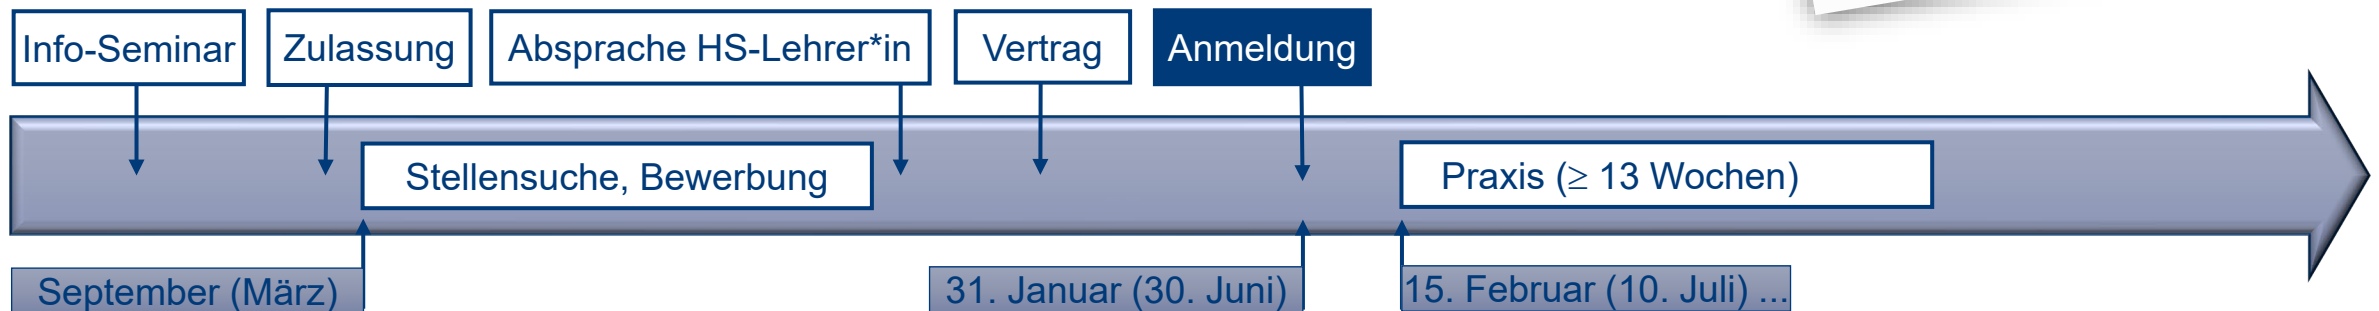 Info-Seminar
Zulassung
Absprache HS-Lehrer*in
Vertrag
Anmeldung
Stellensuche, Bewerbung
Praxis (≥ 13 Wochen)
September (März)
31. Januar (30. Juni)
15. Februar (10. Juli) ...